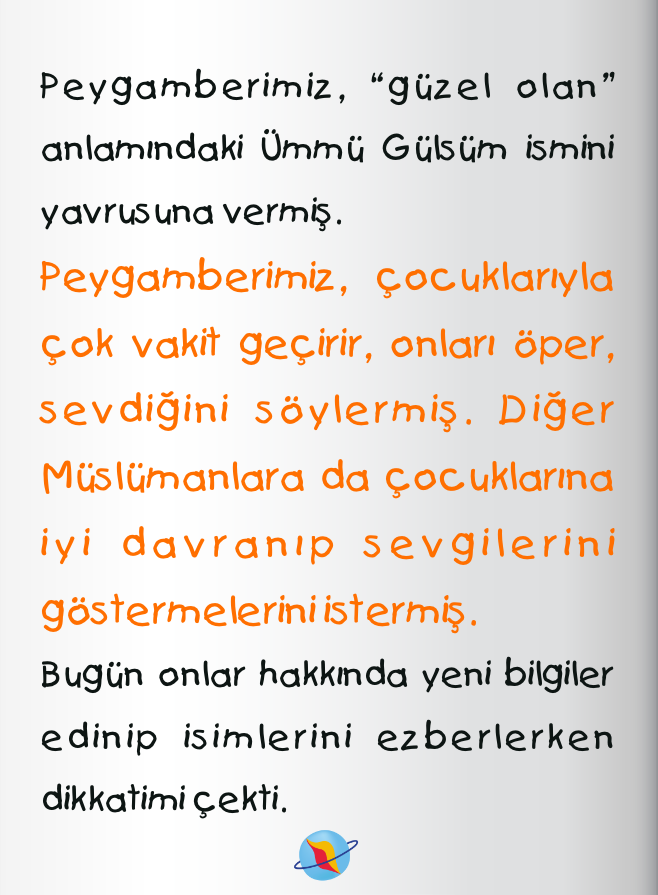 Peygamberimiz, “güzel olan”
anlamındaki Ümmü Gülsüm ismini
yavrusuna vermiş.
Peygamberimiz, çocuklarıyla
çok vakit geçirir, onları öper,
sevdiğini söylermiş. Diğer
Müslümanlara da çocuklarına
iyi davranıp sevgilerini
göstermelerini istermiş.
Bugün onlar hakkında yeni bilgiler
edinip isimlerini ezberlerken
dikkatimi çekti.